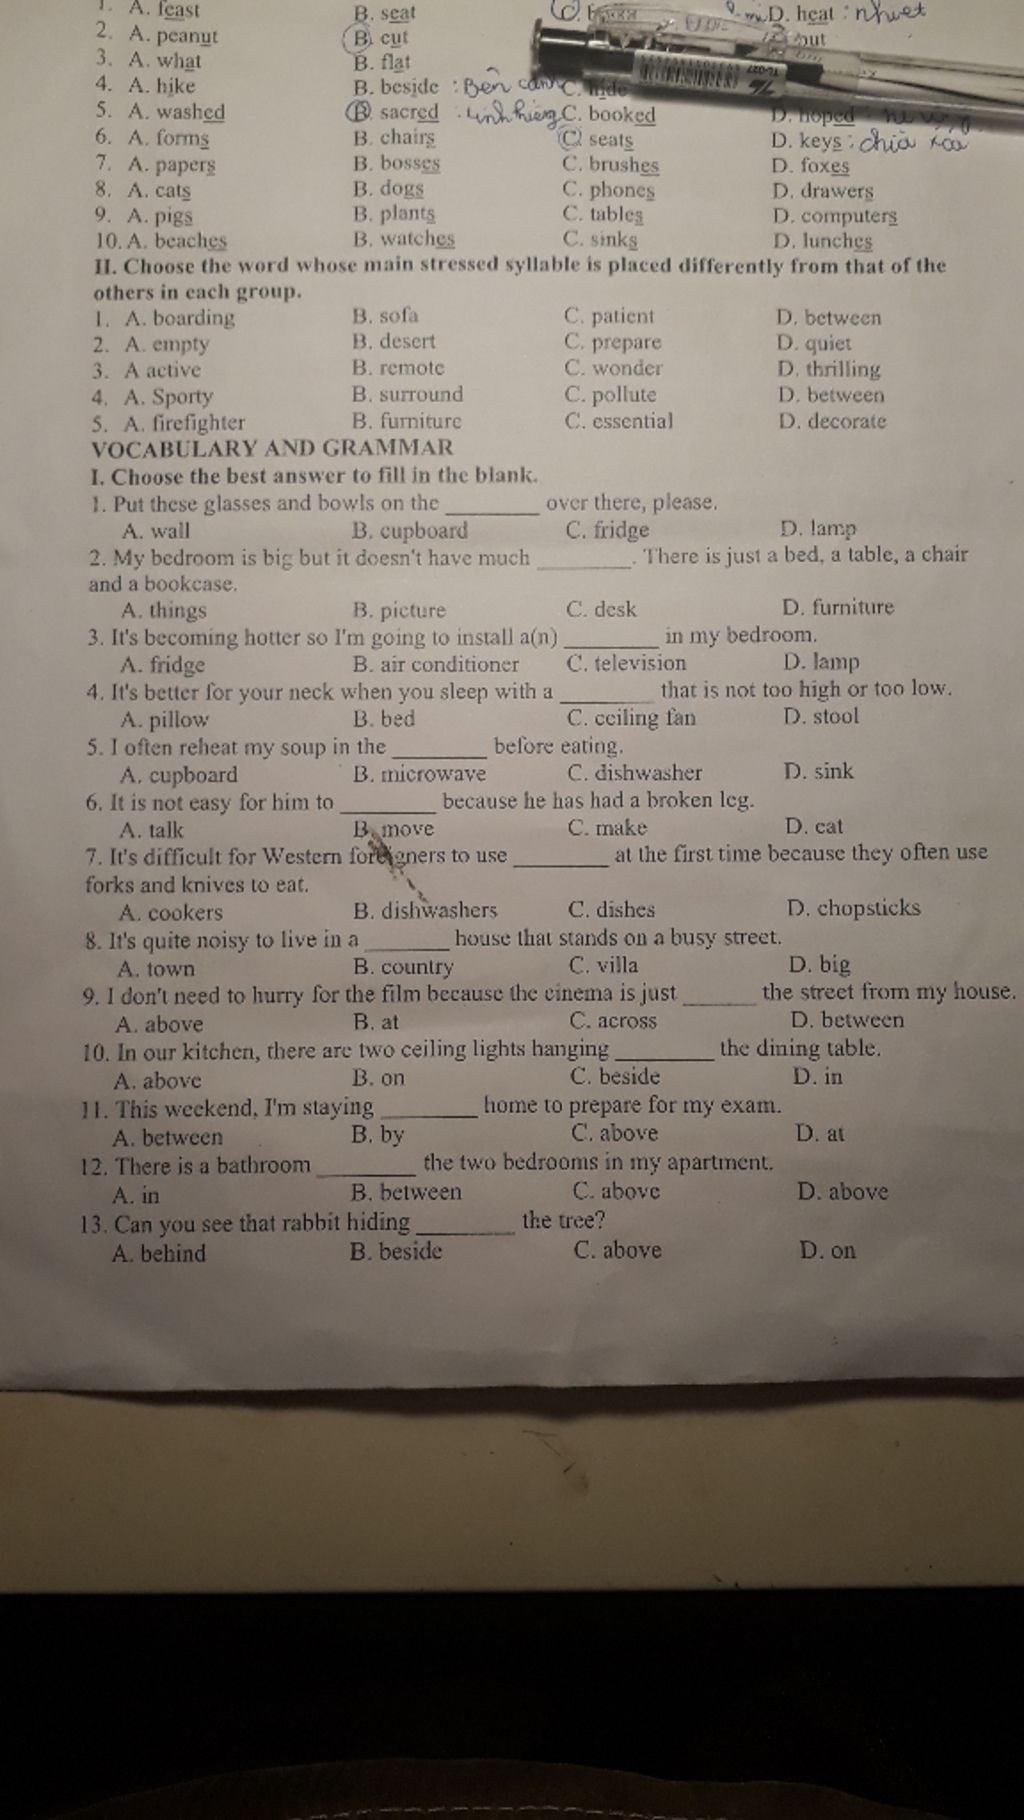 1. A. feast B. seat C. D. heat : nhiệt
2. A. peanut B. cut
3. A. what B. flat
4. A. hike B. beside : Bên cạnh C. hide
5. A. washed B. sacred C. booked D. hoped
6. A. forms B. chairs C. seats D. keys : chìa
7. A. papers B. bosses C. brushes D. foxes
8. A. cats B. dogs C. phones D. drawers
9. A. pigs B. plants C. tables D. computers
10. A. beaches B. watches C. sinks D. lunches
II. Choose the word whose main stressed syllable is placed differently from that of the
others in each group.
1. A. boarding B. sofa C. patient D. between
2. A. empty B. desert C. prepare D. quiet
3. A active B. remote C. wonder D. thrilling
4. A. Sporty B. surround C. pollute D. between
5. A. firefighter B. furniture C. essential D. decorate
VOCABULARY AND GRAMMAR
I. Choose the best answer to fill in the blank.
1. Put these glasses and bowls on the ________ over there, please.
A. wall B. cupboard C. fridge D. lamp
2. My bedroom is big but it doesn't have much ________. There is just a bed, a table, a chair
and a bookcase.
A. things B. picture C. desk D. furniture
3. It's becoming hotter so I'm going to install a(n) ________ in my bedroom.
A. fridge B. air conditioner C. television D. lamp
4. It's better for your neck when you sleep with a ________ that is not too high or too low.
A. pillow B. bed C. ceiling fan D. stool
5. I often reheat my soup in the ________ before eating.
A. cupboard B. microwave C. dishwasher D. sink
6. It is not easy for him to ________ because he has had a broken leg.
A. talk B. move C. make D. eat
7. It's difficult for Western foreigners to use ________ at the first time because they often use
forks and knives to eat.
A. cookers B. dishwashers C. dishes D. chopsticks
8. It's quite noisy to live in a ________ house that stands on a busy street.
A. town B. country C. villa D. big
9. I don't need to hurry for the film because the cinema is just ________ the street from my house.
A. above B. at C. across D. between
10. In our kitchen, there are two ceiling lights hanging ________ the dining table.
A. above B. on C. beside D. in
11. This weekend, I'm staying ________ home to prepare for my exam.
A. between B. by C. above D. at
12. There is a bathroom ________ the two bedrooms in my apartment.
A. in B. between C. above D. above
13. Can you see that rabbit hiding ________ the tree?
A. behind B. beside C. above D. on